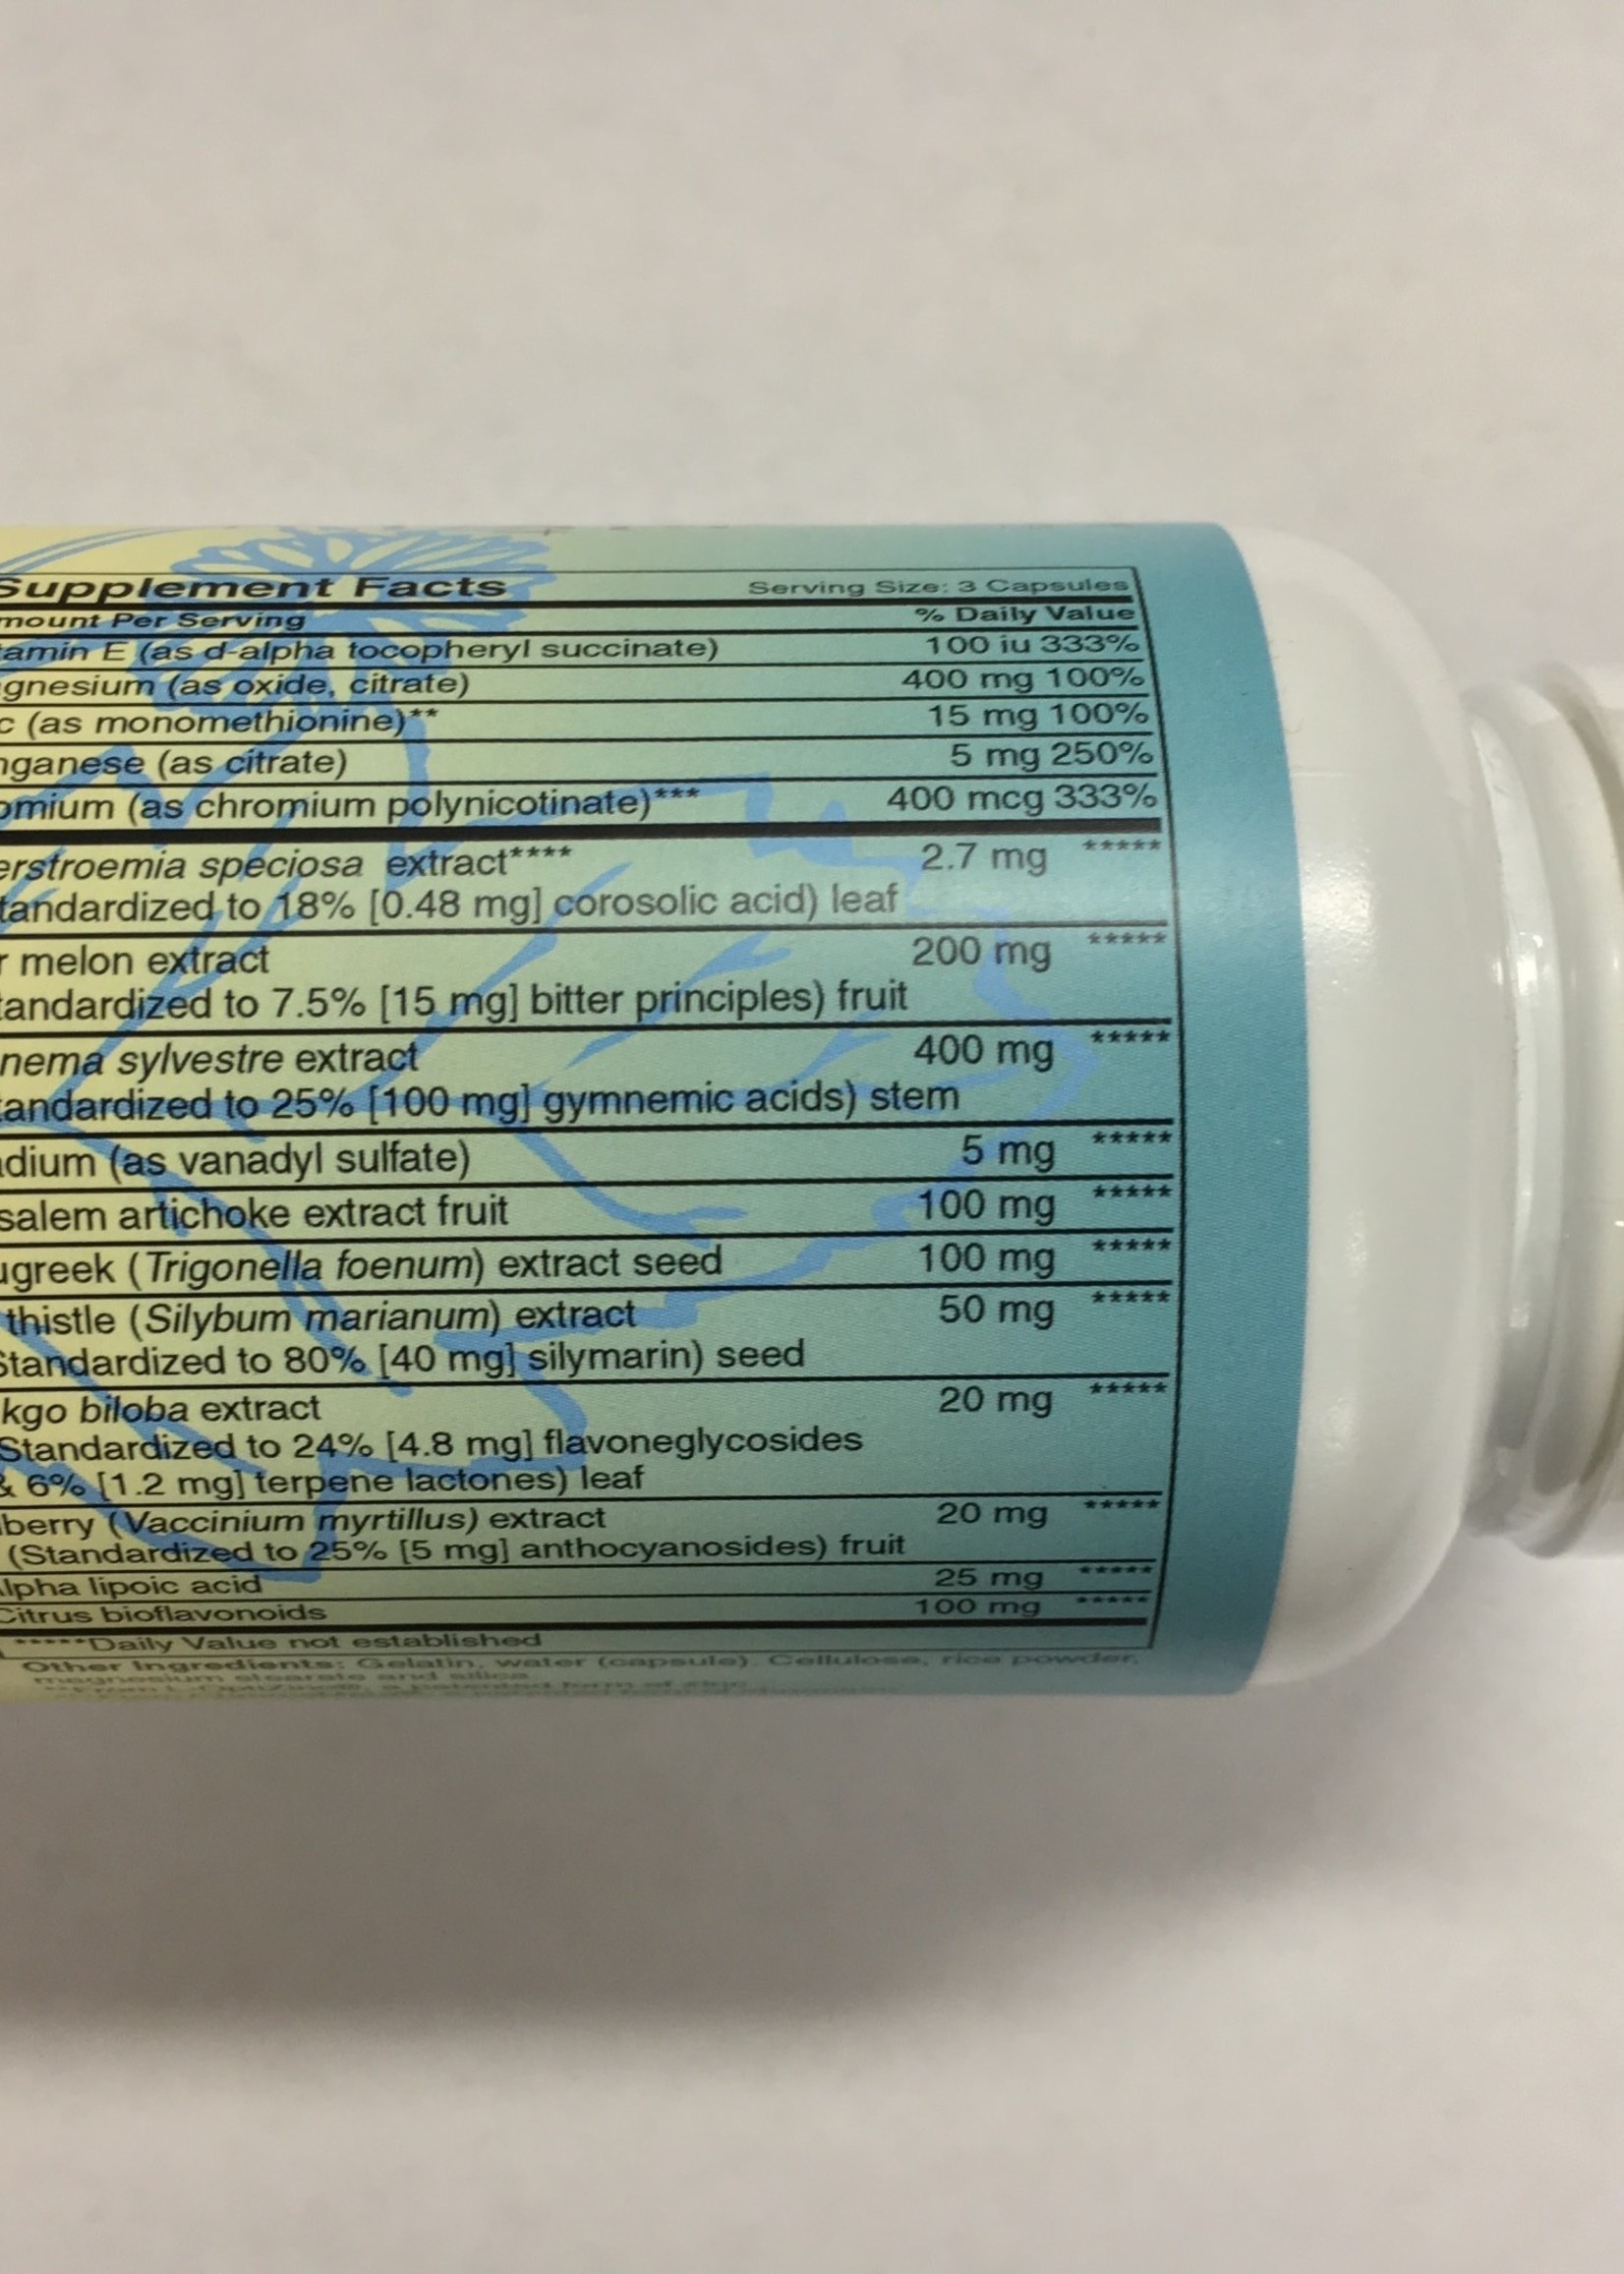 Supplement Facts Serving Size: 3 Capsules
mount Per Serving % Daily Value
amin E (as d-alpha tocopheryl succinate) 100 iu 333%
gnesium (as oxide, citrate) 400 mg 100%
c (as monomethionine)** 15 mg 100%
nganese (as citrate) 5 mg 250%
omium (as chromium polynicotinate)*** 400 mcg 333%
erstroemia speciosa extract**** 2.7 mg *****
tandardized to 18% [0.48 mg] corosolic acid) leaf
r melon extract 200 mg *****
tandardized to 7.5% [15 mg] bitter principles) fruit
nema sylvestre extract 400 mg *****
tandardized to 25% [100 mg] gymnemic acids) stem
adium (as vanadyl sulfate) 5 mg *****
salem artichoke extract fruit 100 mg *****
ugreek (Trigonella foenum) extract seed 100 mg *****
thistle (Silybum marianum) extract 50 mg *****
Standardized to 80% [40 mg] silymarin) seed
kgo biloba extract 20 mg *****
Standardized to 24% [4.8 mg] flavoneglycosides
& 6% [1.2 mg] terpene lactones) leaf
berry (Vaccinium myrtillus) extract 20 mg *****
(Standardized to 25% [5 mg] anthocyanosides) fruit
lpha lipoic acid 25 mg *****
Citrus bioflavonoids 100 mg *****
*****Daily Value not established
Other Ingredients: Gelatin, water (capsule). Cellulose, rice powder,
magnesium stearate and silica.